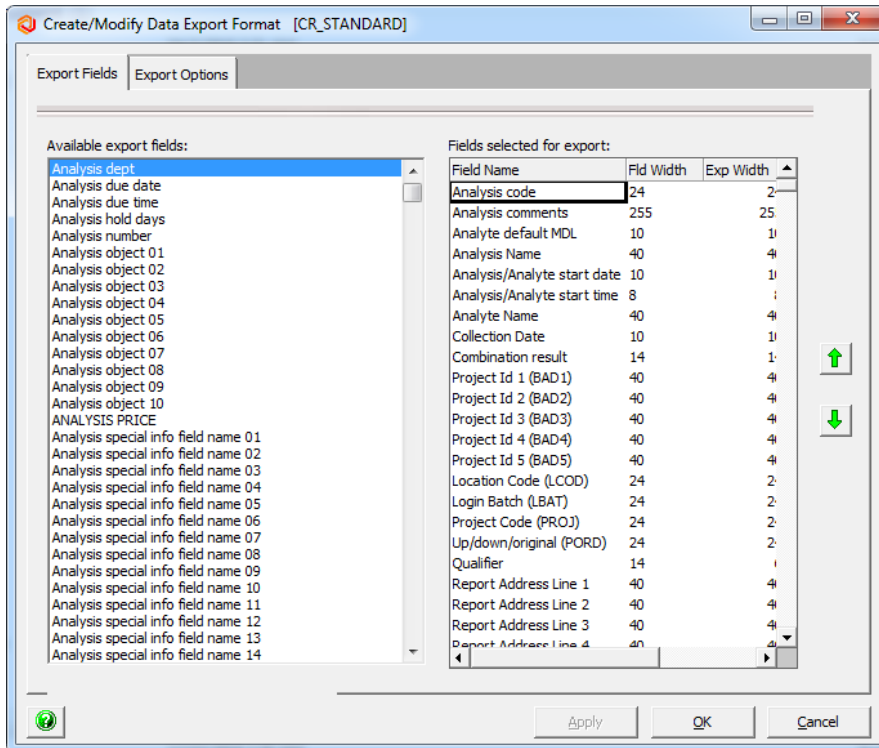 Create/Modify Data Export Format [CR_STANDARD]
Export Fields Export Options
Available export fields:
Analysis dept
Analysis due date
Analysis due time
Analysis hold days
Analysis number
Analysis object 01
Analysis object 02
Analysis object 03
Analysis object 04
Analysis object 05
Analysis object 06
Analysis object 07
Analysis object 08
Analysis object 09
Analysis object 10
ANALYSIS PRICE
Analysis special info field name 01
Analysis special info field name 02
Analysis special info field name 03
Analysis special info field name 04
Analysis special info field name 05
Analysis special info field name 06
Analysis special info field name 07
Analysis special info field name 08
Analysis special info field name 09
Analysis special info field name 10
Analysis special info field name 11
Analysis special info field name 12
Analysis special info field name 13
Analysis special info field name 14
Fields selected for export:
Field Name Fld Width Exp Width
Analysis code 24
Analysis comments 255
Analyte default MDL 10
Analysis Name 40
Analysis/Analyte start date 10
Analysis/Analyte start time 8
Analyte Name 40
Collection Date 10
Combination result 14
Project Id 1 (BAD1) 40
Project Id 2 (BAD2) 40
Project Id 3 (BAD3) 40
Project Id 4 (BAD4) 40
Project Id 5 (BAD5) 40
Location Code (LCOD) 24
Login Batch (LBAT) 24
Project Code (PROJ) 24
Up/down/original (PORD) 24
Qualifier 14
Report Address Line 1 40
Report Address Line 2 40
Report Address Line 3 40
Report Address Line 4 40
Apply OK Cancel